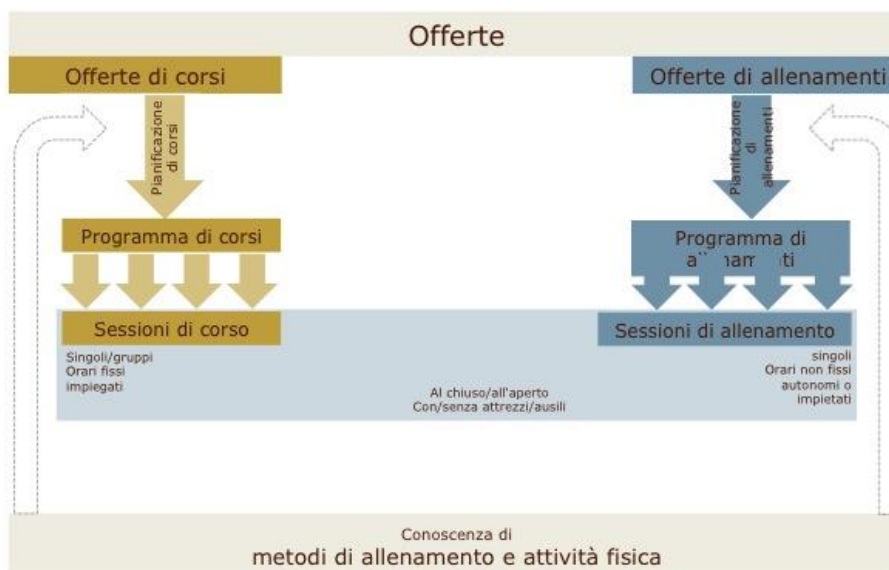 Offerte
Offerte di corsi
Offerte di allenamenti
Pianificazione
di corsi
Pianificazione
di
allenamenti
Programma di corsi
Programma di
allenamenti
Sessioni di corso
Sessioni di allenamento
Singoli/gruppi
Orari fissi
impiegati
singoli
Orari non fissi
autonomi o
impietati
Al chiuso/all'aperto
Con/senza attrezzi/ausili
Conoscenza di
metodi di allenamento e attività fisica